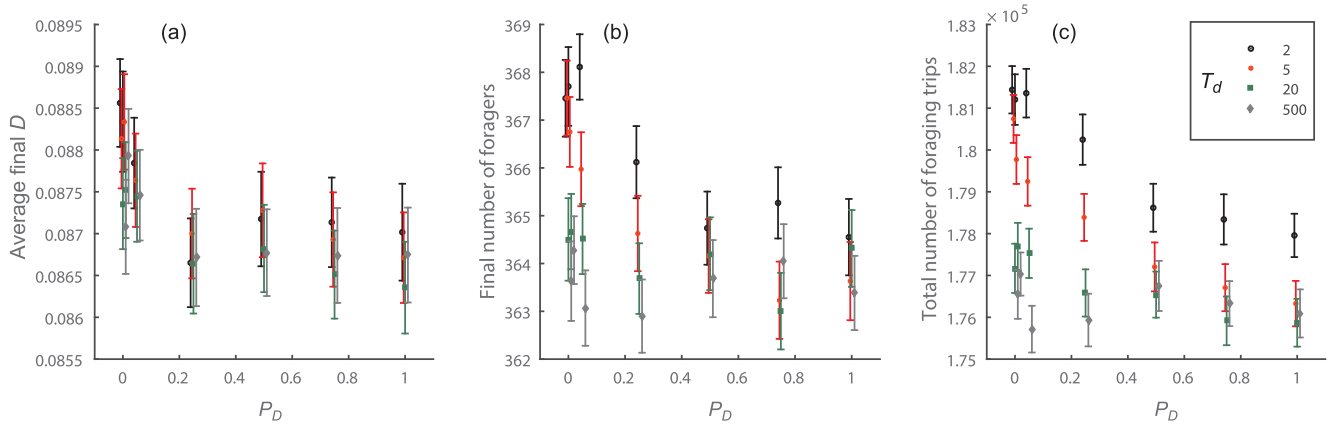 (a)
Average final D
0.0895
0.089
0.0885
0.088
0.0875
0.087
0.0865
0.086
0.0855
0 0.2 0.4 0.6 0.8 1
P_D
(b)
Final number of foragers
369
368
367
366
365
364
363
362
0 0.2 0.4 0.6 0.8 1
P_D
(c)
× 10^5
Total number of foraging trips
1.83
1.82
1.81
1.8
1.79
1.78
1.77
1.76
1.75
0 0.2 0.4 0.6 0.8 1
P_D
T_d
2
5
20
500